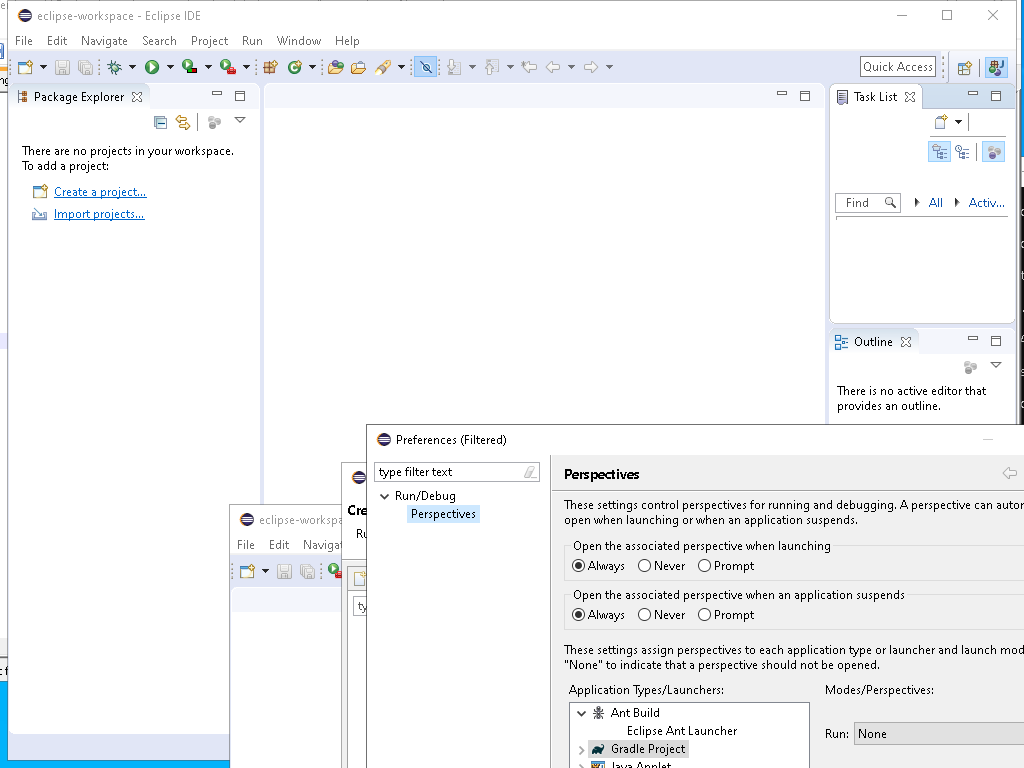 eclipse-workspace - Eclipse IDE
File Edit Navigate Search Project Run Window Help
Quick Access
Package Explorer
Task List
There are no projects in your workspace.
To add a project:
Create a project...
Import projects...
Find All Activ...
Outline
There is no active editor that
provides an outline.
Preferences (Filtered)
type filter text
Run/Debug
Perspectives
Perspectives
These settings control perspectives for running and debugging. A perspective can autor
open when launching or when an application suspends.
Open the associated perspective when launching
Always Never Prompt
Open the associated perspective when an application suspends
Always Never Prompt
These settings assign perspectives to each application type or launcher and launch mod
"None" to indicate that a perspective should not be opened.
Application Types/Launchers:
Modes/Perspectives:
Ant Build
Eclipse Ant Launcher
Gradle Project
Java Applet
Run: None
Cre
Ru
ty
eclipse-workspa
File Edit Naviga